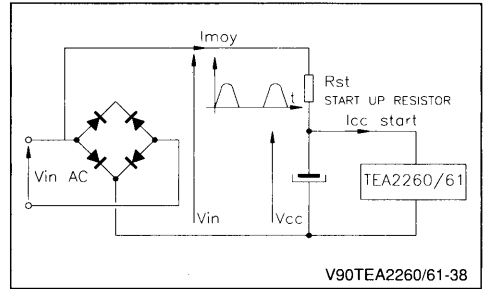 Imoy
t
Rst
START UP RESISTOR
Icc start
TEA2260/61
Vin AC
Vin
Vcc
V90TEA2260/61-38